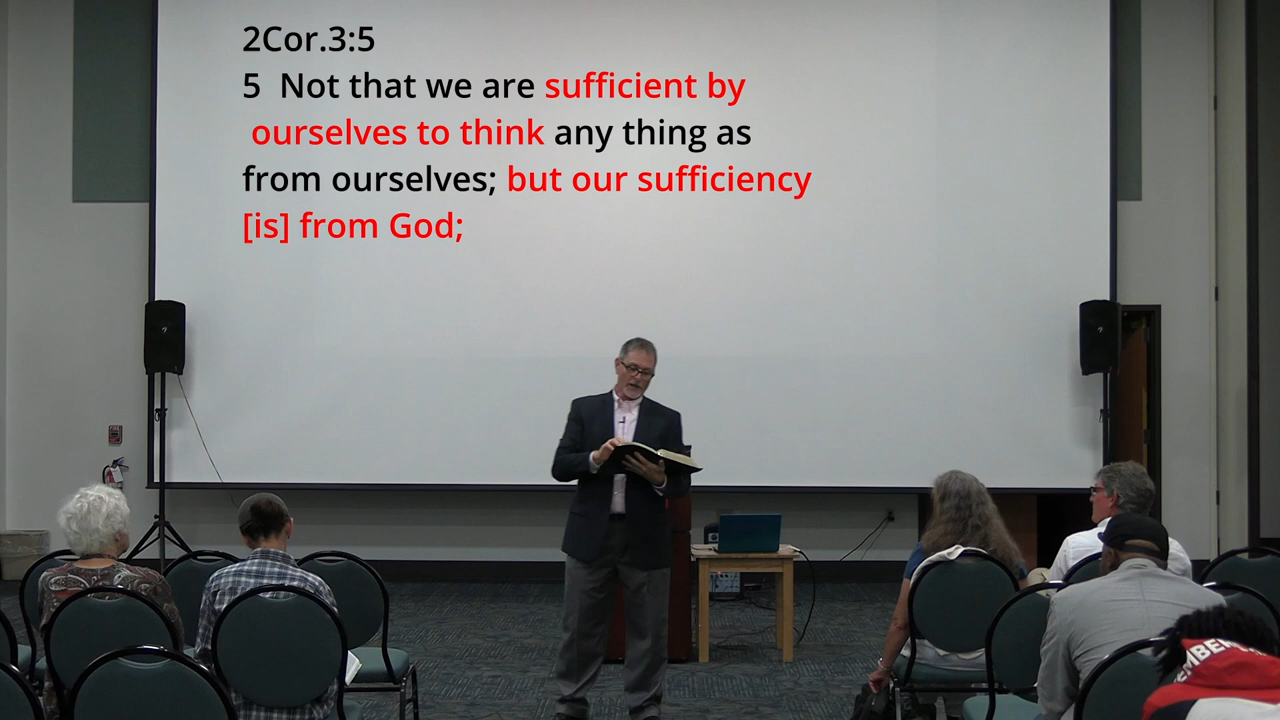 2Cor.3:5
5 Not that we are sufficient by
ourselves to think any thing as
from ourselves; but our sufficiency
[is] from God;